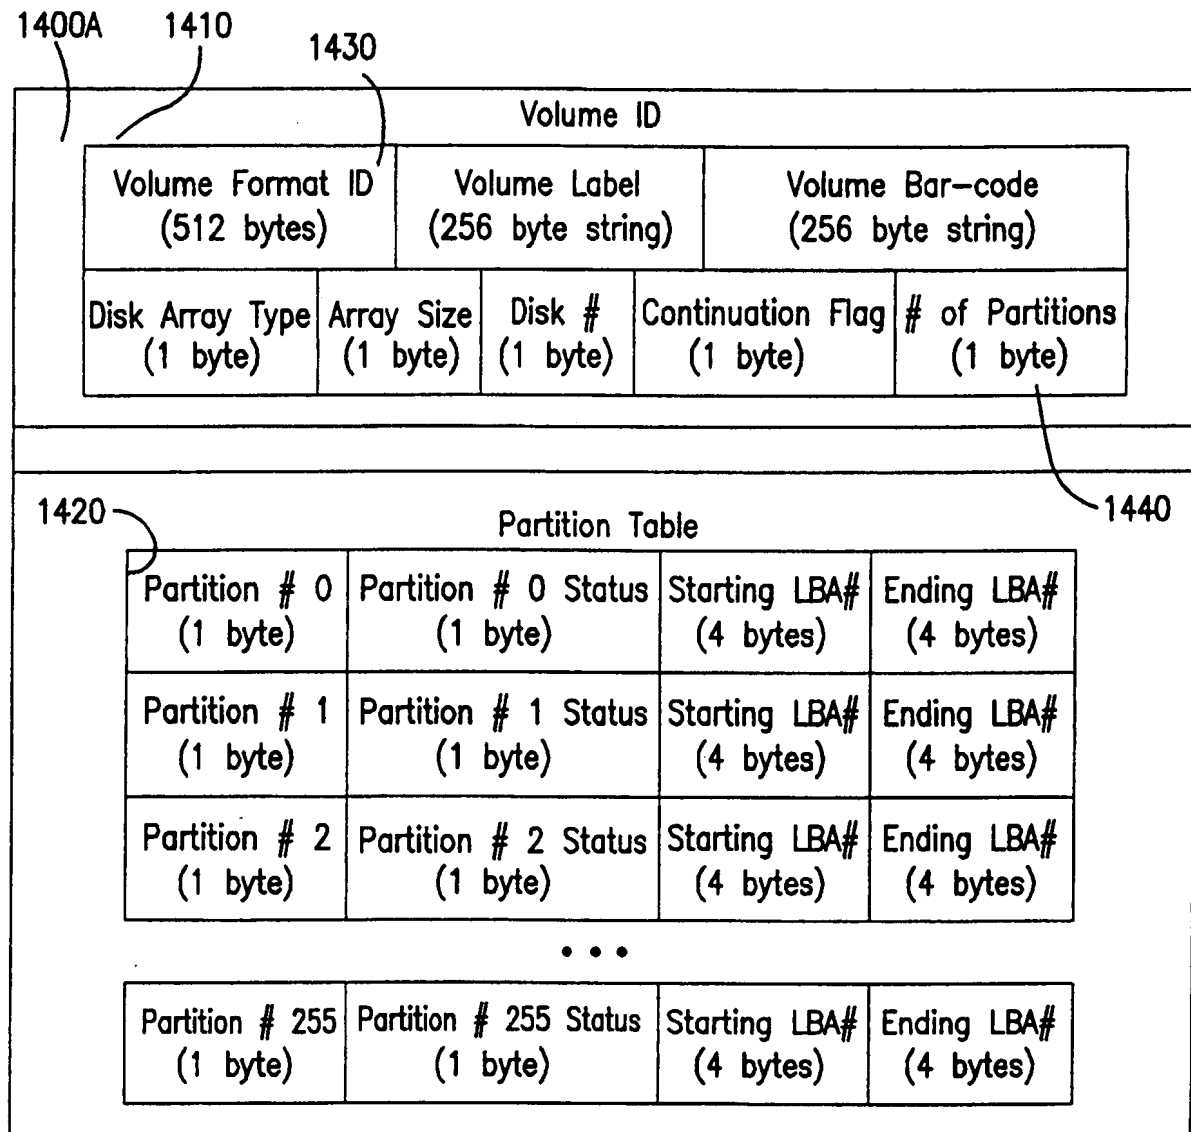 1400A
1410
1430
Volume ID
Volume Format ID
(512 bytes)
Volume Label
(256 byte string)
Volume Bar-code
(256 byte string)
Disk Array Type
(1 byte)
Array Size
(1 byte)
Disk #
(1 byte)
Continuation Flag
(1 byte)
# of Partitions
(1 byte)
1440
1420
Partition Table
Partition # 0
(1 byte)
Partition # 0 Status
(1 byte)
Starting LBA#
(4 bytes)
Ending LBA#
(4 bytes)
Partition # 1
(1 byte)
Partition # 1 Status
(1 byte)
Starting LBA#
(4 bytes)
Ending LBA#
(4 bytes)
Partition # 2
(1 byte)
Partition # 2 Status
(1 byte)
Starting LBA#
(4 bytes)
Ending LBA#
(4 bytes)
• • •
Partition # 255
(1 byte)
Partition # 255 Status
(1 byte)
Starting LBA#
(4 bytes)
Ending LBA#
(4 bytes)